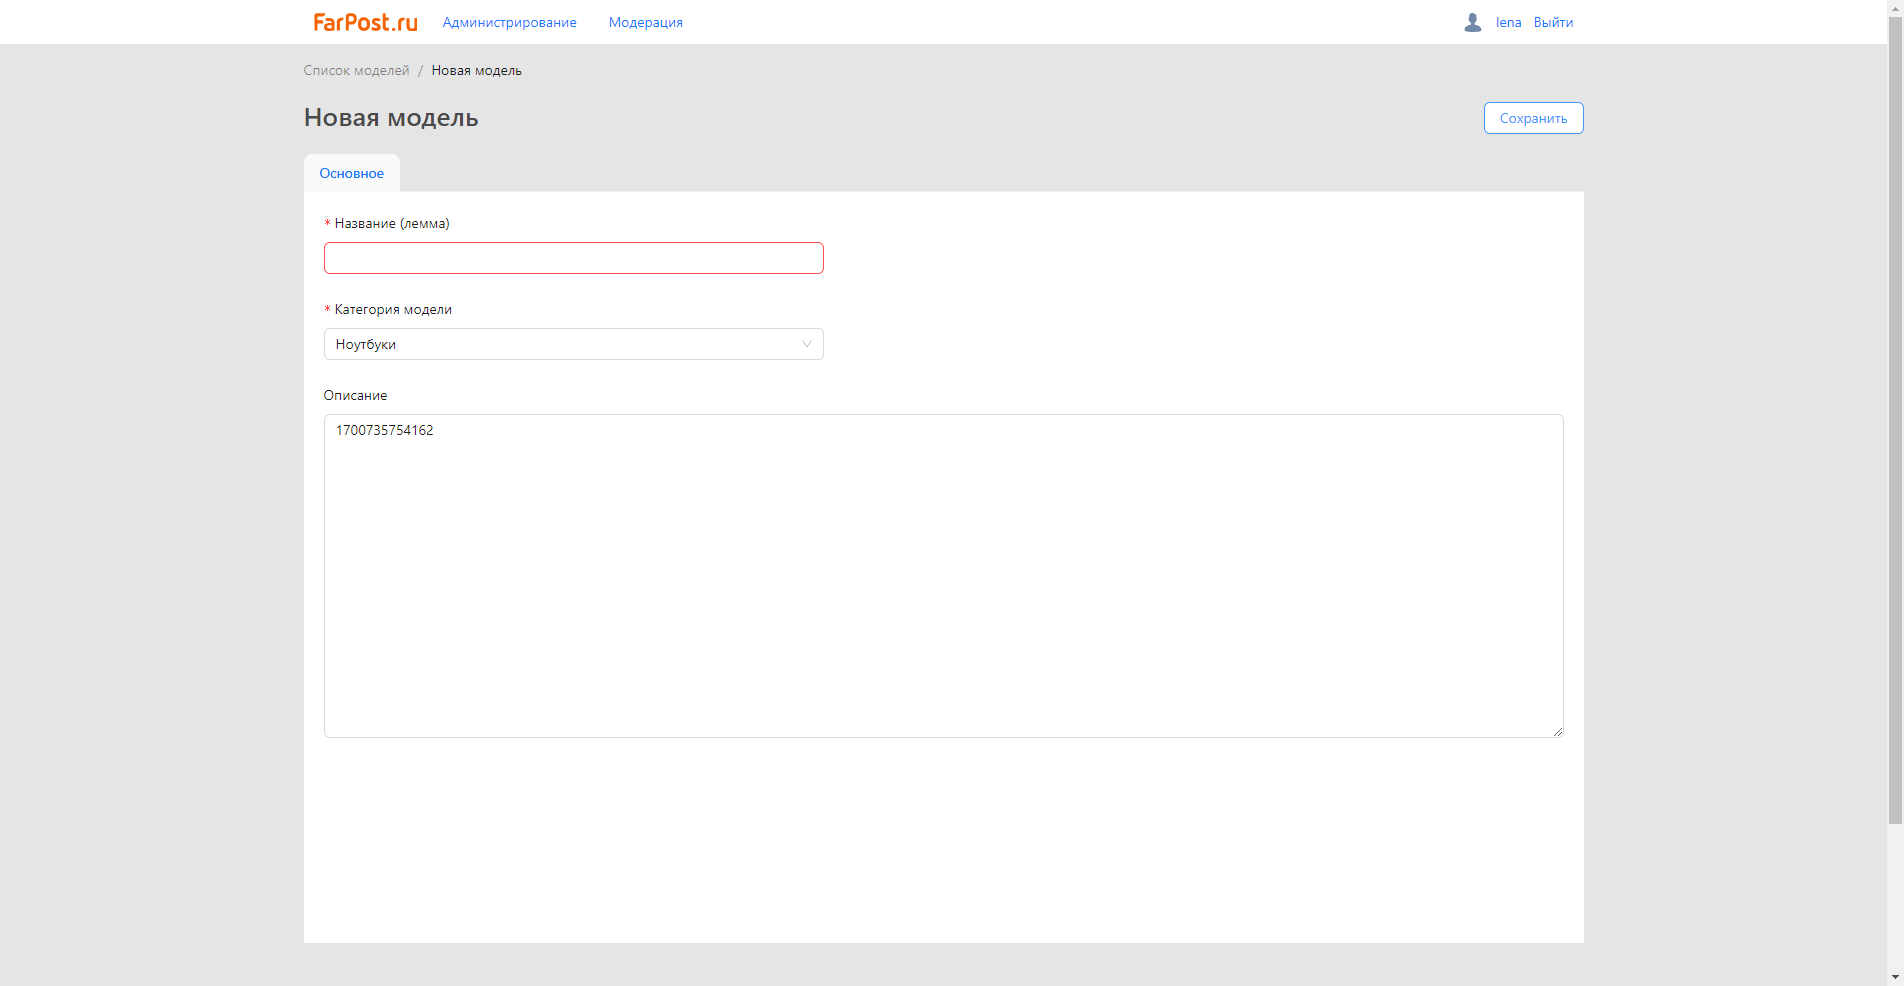 FarPost.ru Администрирование Модерация lena Выйти
Список моделей / Новая модель
Новая модель
Сохранить
Основное
* Название (лемма)
* Категория модели
Ноутбуки
Описание
1700735754162